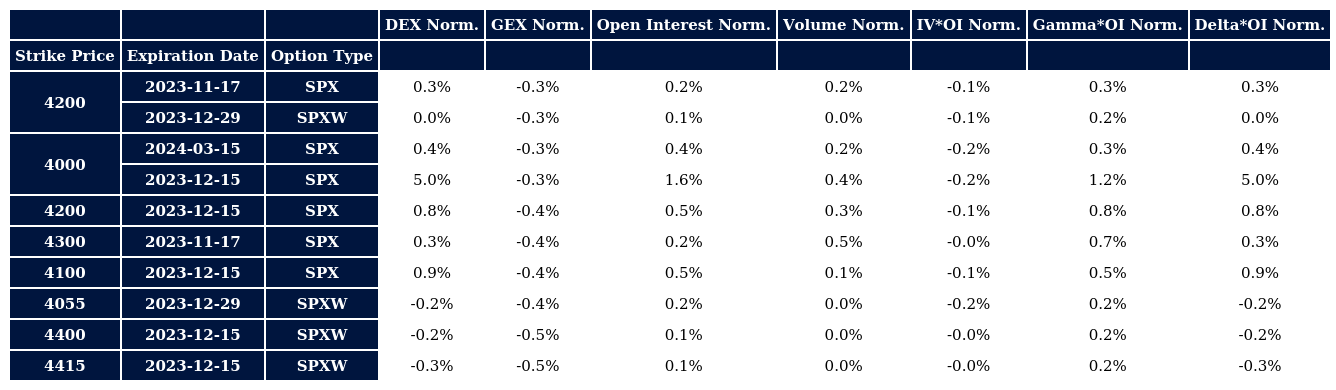 DEX Norm. GEX Norm. Open Interest Norm. Volume Norm. IV*OI Norm. Gamma*OI Norm. Delta*OI Norm.
Strike Price Expiration Date Option Type
4200 2023-11-17 SPX 0.3% -0.3% 0.2% 0.2% -0.1% 0.3% 0.3%
2023-12-29 SPXW 0.0% -0.3% 0.1% 0.0% -0.1% 0.2% 0.0%
4000 2024-03-15 SPX 0.4% -0.3% 0.4% 0.2% -0.2% 0.3% 0.4%
2023-12-15 SPX 5.0% -0.3% 1.6% 0.4% -0.2% 1.2% 5.0%
4200 2023-12-15 SPX 0.8% -0.4% 0.5% 0.3% -0.1% 0.8% 0.8%
4300 2023-11-17 SPX 0.3% -0.4% 0.2% 0.5% -0.0% 0.7% 0.3%
4100 2023-12-15 SPX 0.9% -0.4% 0.5% 0.1% -0.1% 0.5% 0.9%
4055 2023-12-29 SPXW -0.2% -0.4% 0.2% 0.0% -0.2% 0.2% -0.2%
4400 2023-12-15 SPXW -0.2% -0.5% 0.1% 0.0% -0.0% 0.2% -0.2%
4415 2023-12-15 SPXW -0.3% -0.5% 0.1% 0.0% -0.0% 0.2% -0.3%